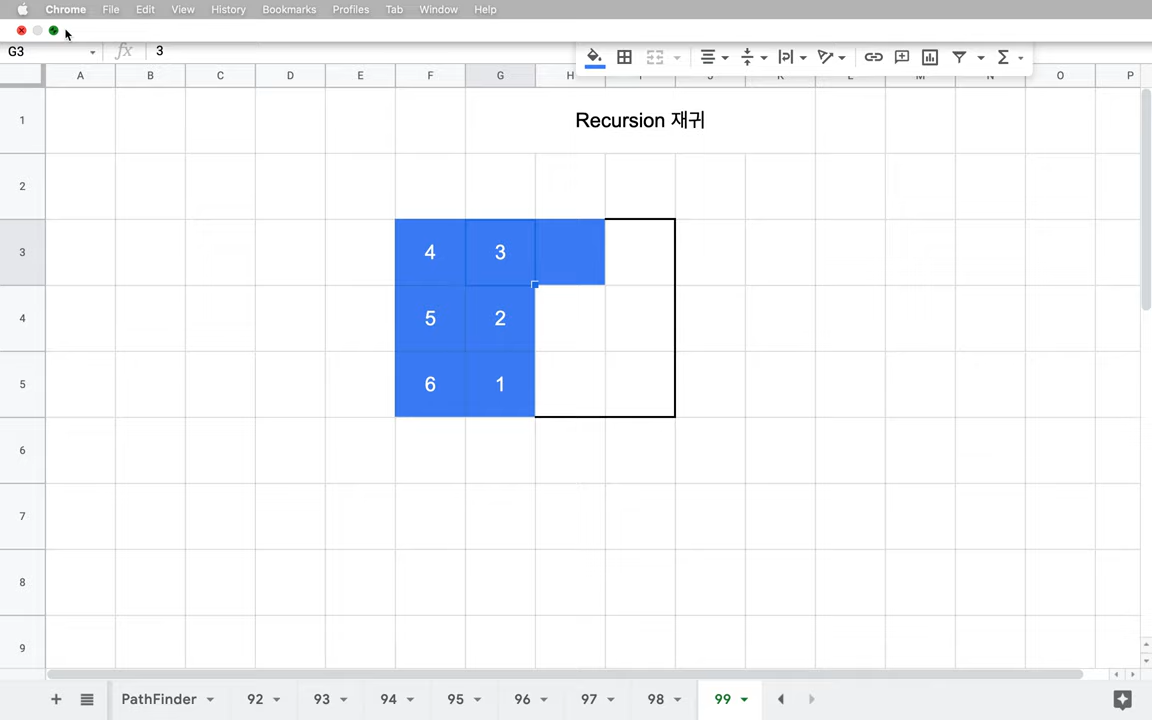 Chrome File Edit View History Bookmarks Profiles Tab Window Help
G3 fx 3
A B C D E F G H I J K L M N O P
1 Recursion 재귀
2
3 4 3
4 5 2
5 6 1
6
7
8
9
PathFinder 92 93 94 95 96 97 98 99